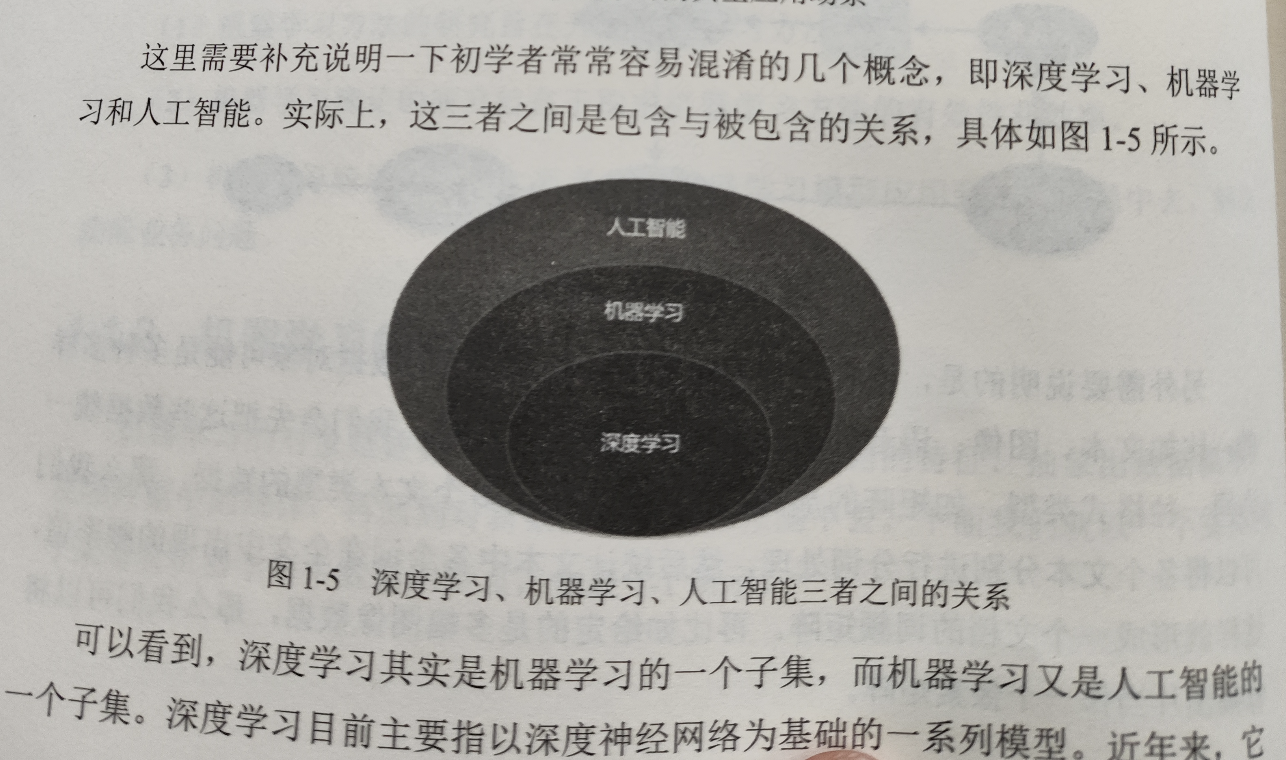 这里需要补充说明一下初学者常常容易混淆的几个概念，即深度学习、机器学
习和人工智能。实际上，这三者之间是包含与被包含的关系，具体如图 1-5 所示。
人工智能
机器学习
深度学习
图 1-5　深度学习、机器学习、人工智能三者之间的关系
可以看到，深度学习其实是机器学习的一个子集，而机器学习又是人工智能的
一个子集。深度学习目前主要指以深度神经网络为基础的一系列模型。近年来，它